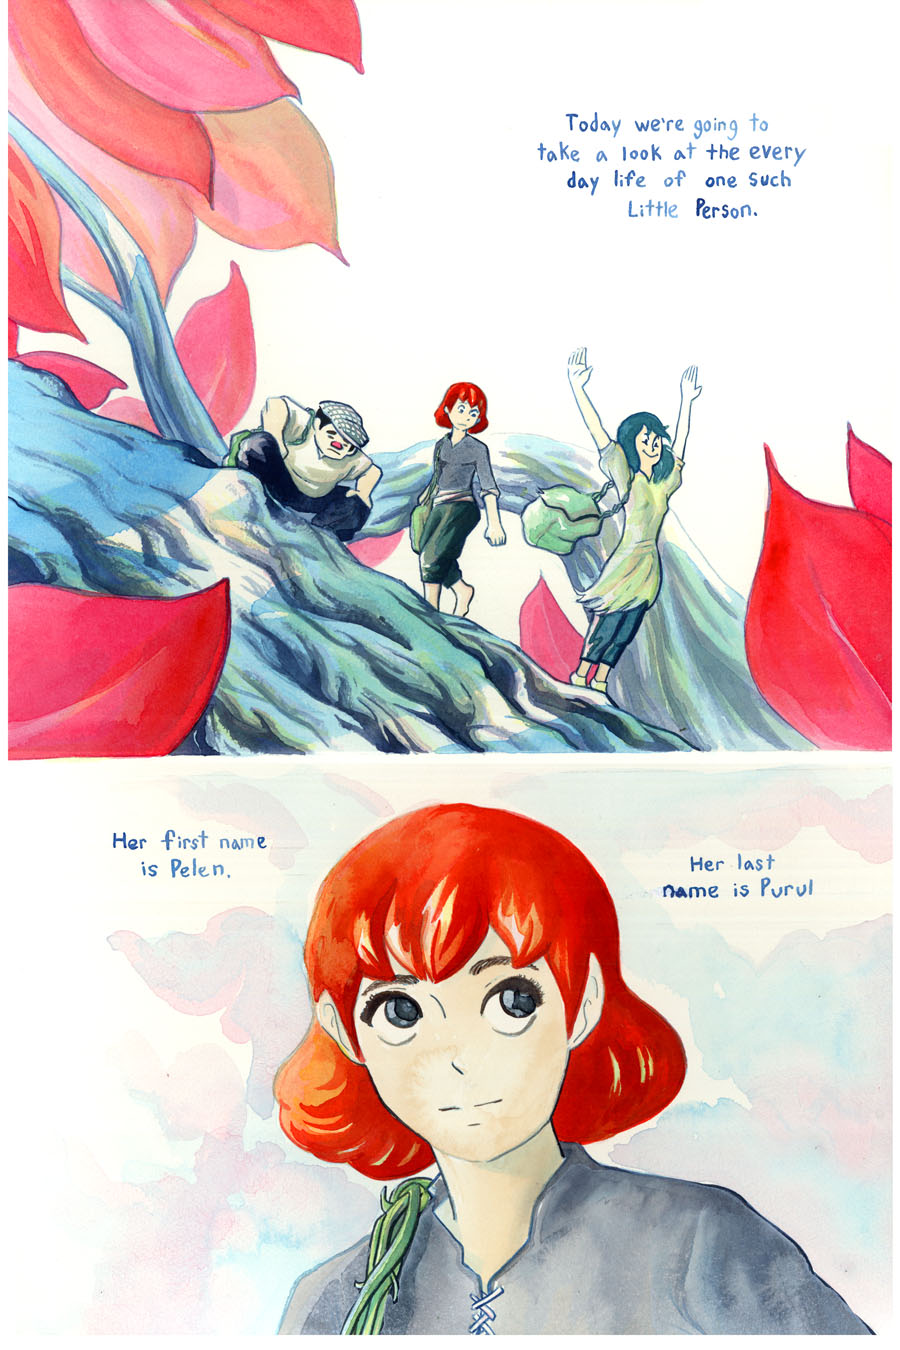 Today we're going to
take a look at the every
day life of one such
Little Person.
Her first name
is Pelen.
Her last
name is Purul